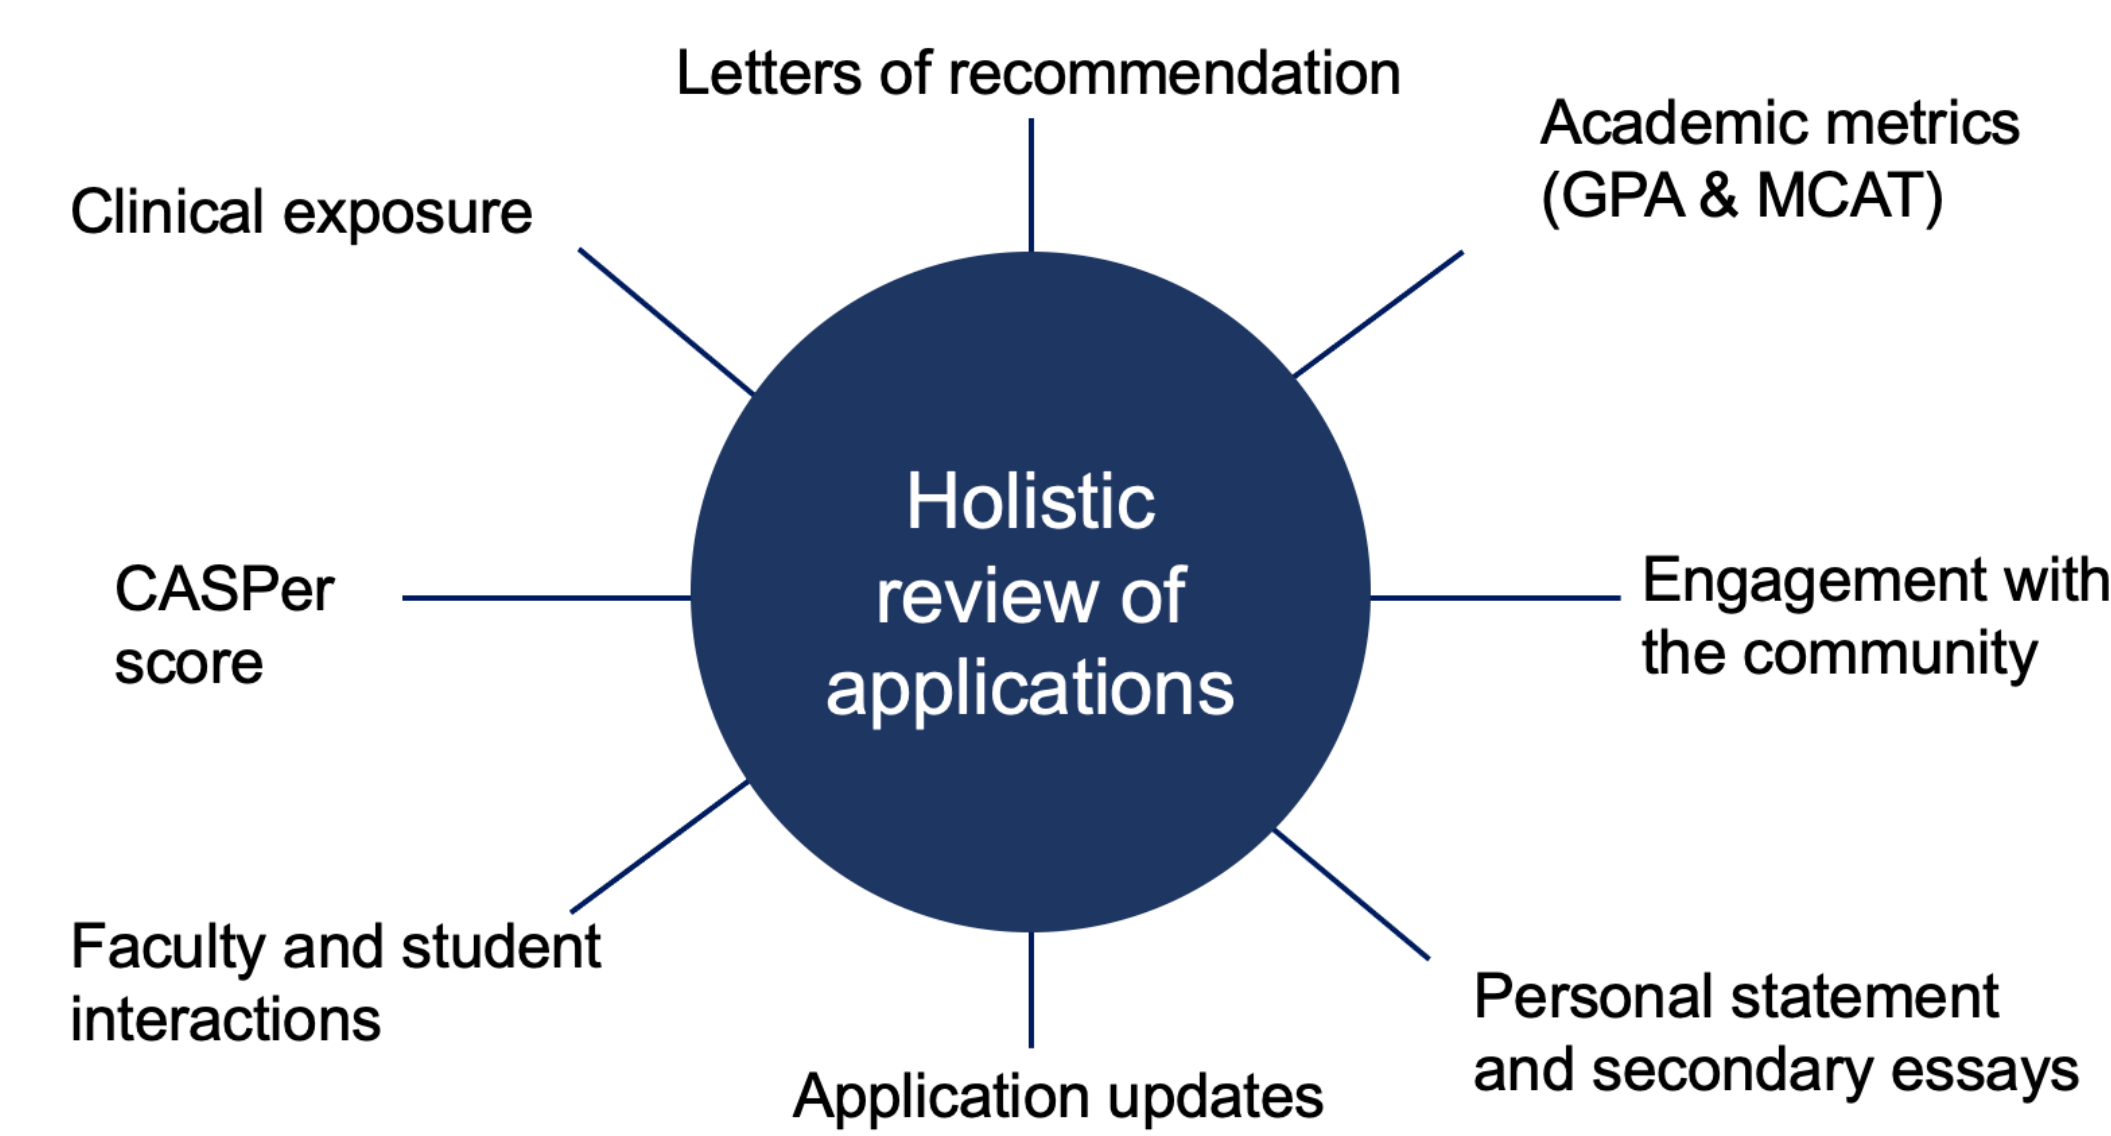 Letters of recommendation
Academic metrics
(GPA & MCAT)
Clinical exposure
Holistic
review of
applications
CASPer
score
Engagement with
the community
Faculty and student
interactions
Personal statement
and secondary essays
Application updates